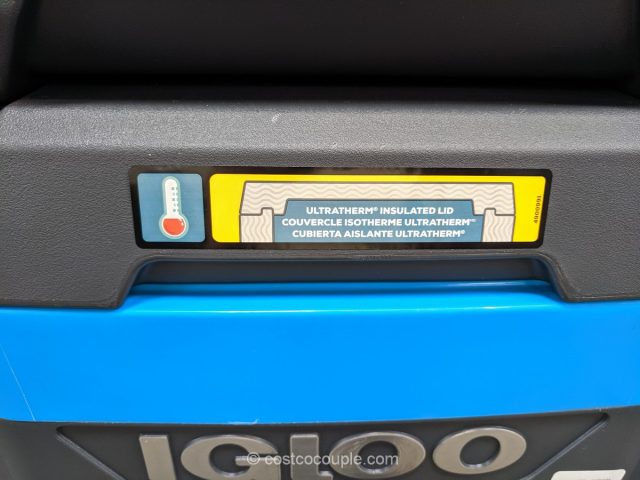 ULTRATHERM® INSULATED LID
COUVERCLE ISOTHERME ULTRATHERM™
CUBIERTA AISLANTE ULTRATHERM®
IGLOO
© costcocouple.com